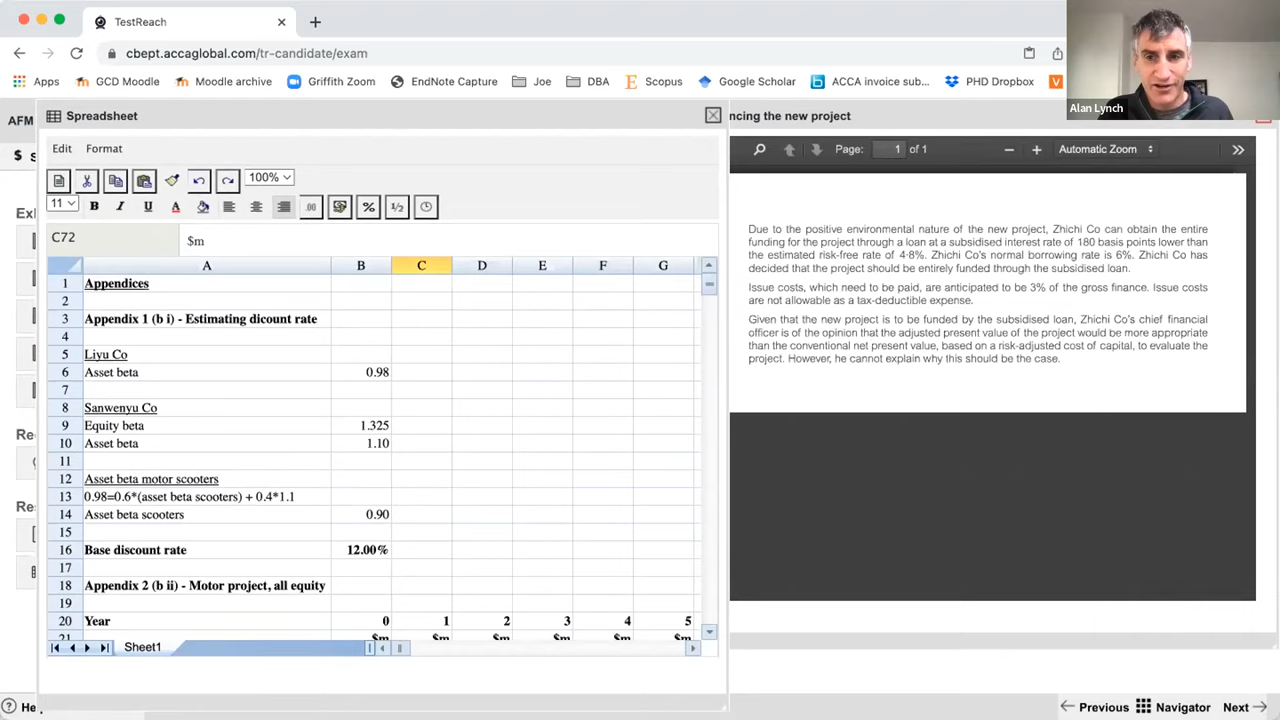 TestReach
cbept.accaglobal.com/tr-candidate/exam
Apps GCD Moodle Moodle archive Griffith Zoom EndNote Capture Joe DBA Scopus Google Scholar ACCA invoice sub... PHD Dropbox
Alan Lynch
AFM
Spreadsheet
ncing the new project
$ S
Edit Format
Page: 1 of 1 Automatic Zoom
100%
11 B I U A .00 % 1/2
C72 $m
A B C D E F G
1 Appendices
2
3 Appendix 1 (b i) - Estimating dicount rate
4
5 Liyu Co
6 Asset beta 0.98
7
8 Sanwenyu Co
9 Equity beta 1.325
10 Asset beta 1.10
11
12 Asset beta motor scooters
13 0.98=0.6*(asset beta scooters) + 0.4*1.1
14 Asset beta scooters 0.90
15
16 Base discount rate 12.00%
17
18 Appendix 2 (b ii) - Motor project, all equity
19
20 Year 0 1 2 3 4 5
21 $m $m $m $m $m $m
Sheet1
Ex
Re
Res
Due to the positive environmental nature of the new project, Zhichi Co can obtain the entire
funding for the project through a loan at a subsidised interest rate of 180 basis points lower than
the estimated risk-free rate of 4·8%. Zhichi Co's normal borrowing rate is 6%. Zhichi Co has
decided that the project should be entirely funded through the subsidised loan.
Issue costs, which need to be paid, are anticipated to be 3% of the gross finance. Issue costs
are not allowable as a tax-deductible expense.
Given that the new project is to be funded by the subsidised loan, Zhichi Co's chief financial
officer is of the opinion that the adjusted present value of the project would be more appropriate
than the conventional net present value, based on a risk-adjusted cost of capital, to evaluate the
project. However, he cannot explain why this should be the case.
Hel
Previous Navigator Next